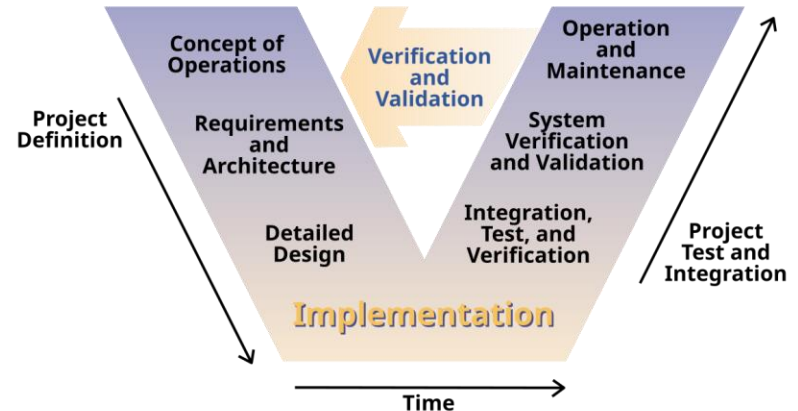 Concept of
Operations
Verification
and
Validation
Operation
and
Maintenance
Project
Definition
Requirements
and
Architecture
System
Verification
and Validation
Detailed
Design
Integration,
Test, and
Verification
Project
Test and
Integration
Implementation
Time